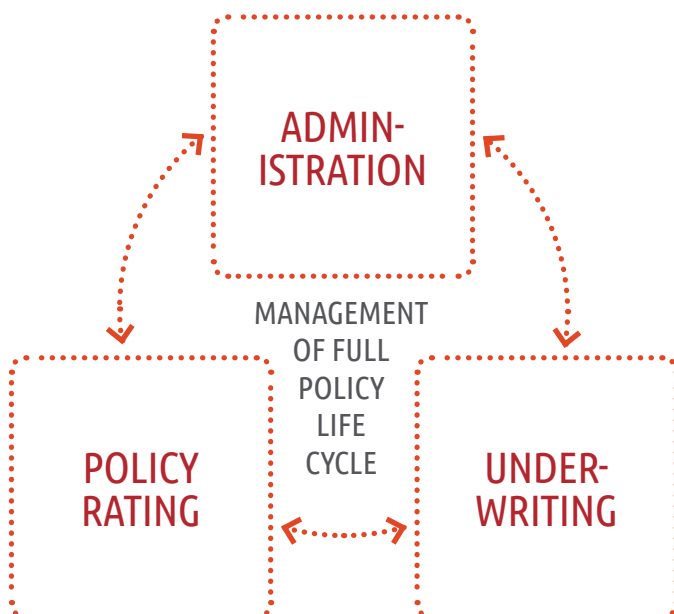 ADMIN-
ISTRATION
MANAGEMENT
OF FULL
POLICY
LIFE
CYCLE
POLICY
RATING
UNDER-
WRITING